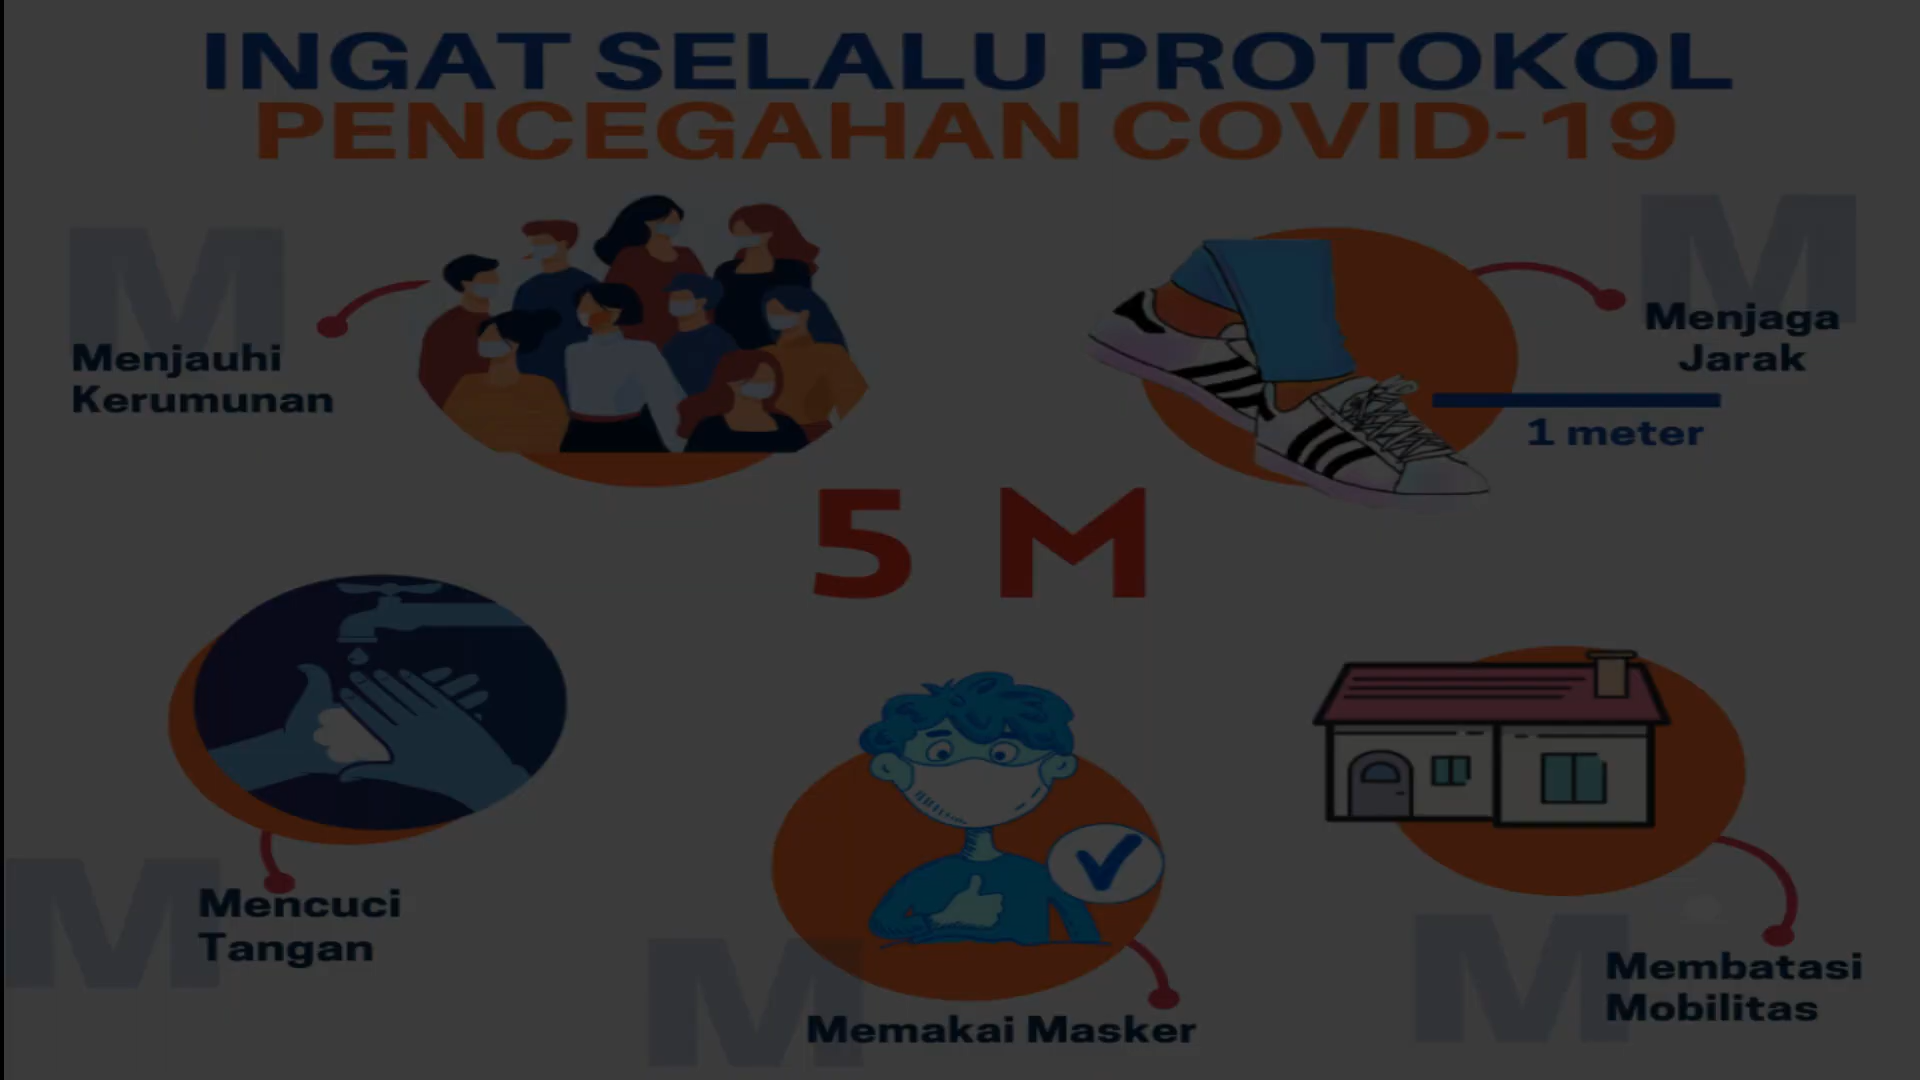 INGAT SELALU PROTOKOL
PENCEGAHAN COVID-19
M
Menjauhi
Kerumunan
M
Menjaga
Jarak
1 meter
5 M
M
Mencuci
Tangan
M
Memakai Masker
M
Membatasi
Mobilitas